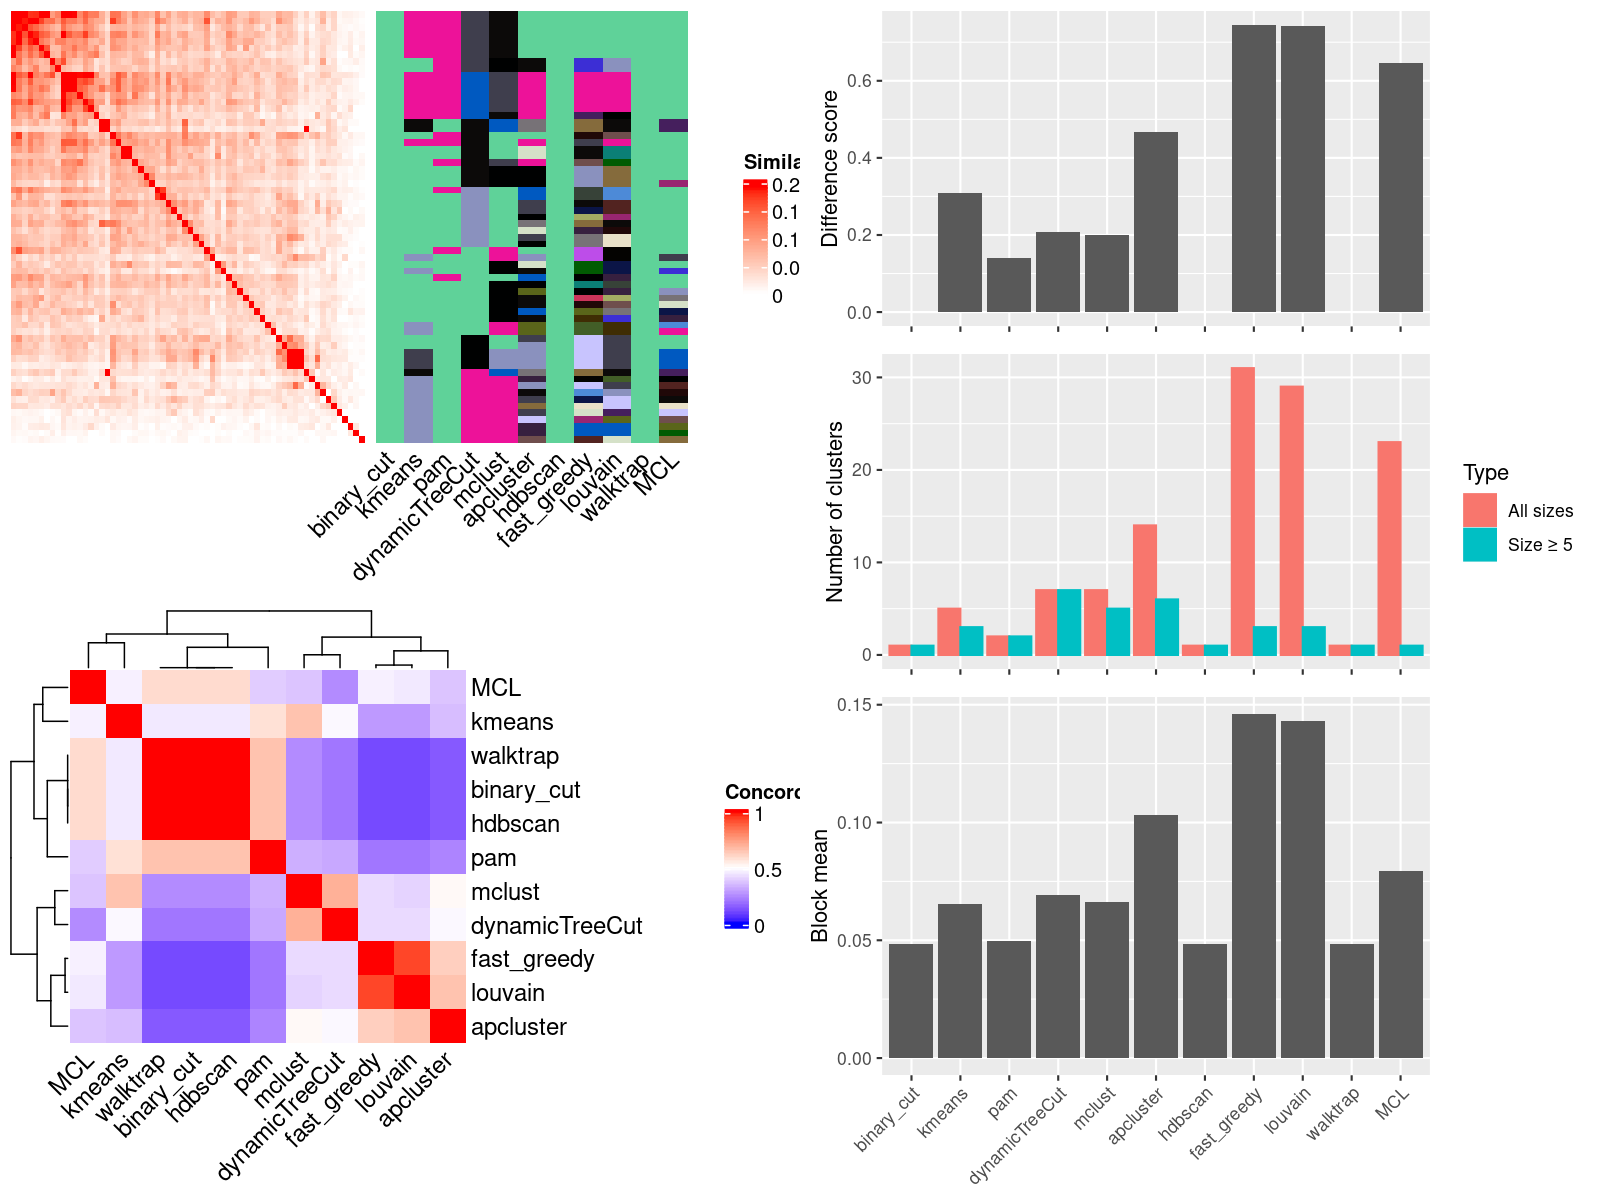 Simila
0.2
0.1
0.1
0.0
0
binary_cut
kmeans
pam
dynamicTreeCut
mclust
apcluster
hdbscan
fast_greedy
louvain
walktrap
MCL
Difference score
0.6
0.4
0.2
0.0
Number of clusters
30
20
10
0
Type
All sizes
Size ≥ 5
MCL
kmeans
walktrap
binary_cut
hdbscan
pam
mclust
dynamicTreeCut
fast_greedy
louvain
apcluster
MCL
kmeans
walktrap
binary_cut
hdbscan
pam
mclust
dynamicTreeCut
fast_greedy
louvain
apcluster
Concord
1
0.5
0
Block mean
0.15
0.10
0.05
0.00
binary_cut
kmeans
pam
dynamicTreeCut
mclust
apcluster
hdbscan
fast_greedy
louvain
walktrap
MCL